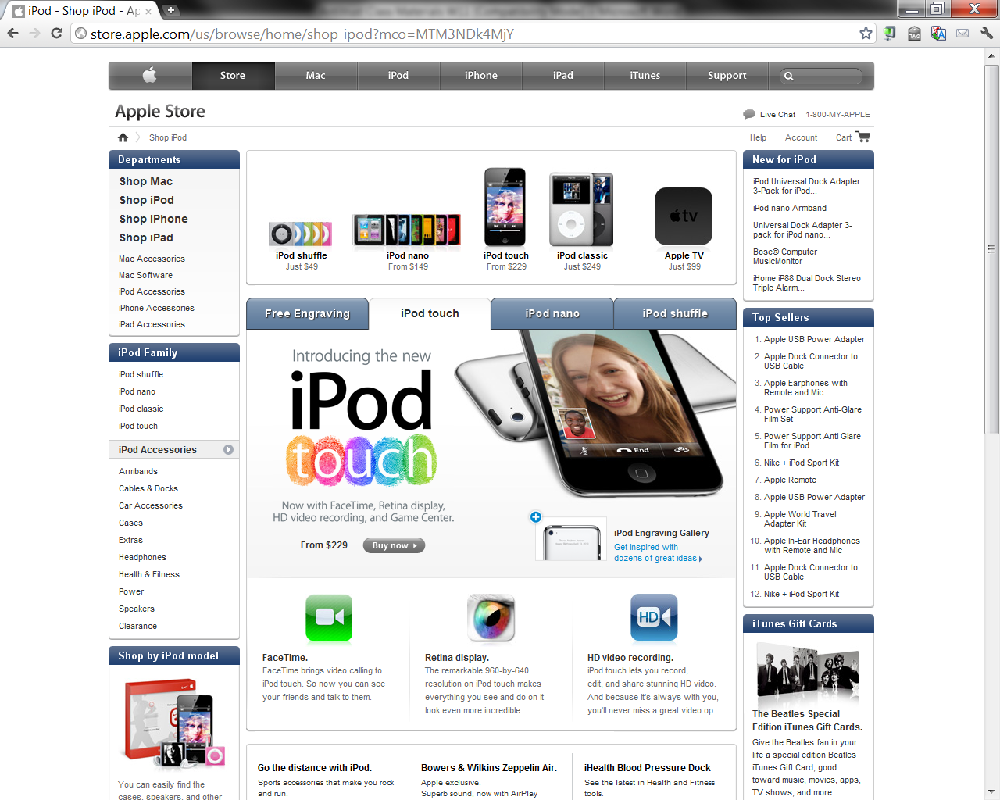 iPod - Shop iPod - Ap
store.apple.com/us/browse/home/shop_ipod?mco=MTM3NDk4MjY
TAG
Store
Mac
iPod
iPhone
iPad
iTunes
Support
Apple Store
Live Chat
1-800-MY-APPLE
Shop iPod
Help
Account
Cart
Departments
Shop Mac
Shop iPod
Shop iPhone
Shop iPad
Mac Accessories
Mac Software
iPod Accessories
iPhone Accessories
iPad Accessories
iPod Family
iPod shuffle
iPod nano
iPod classic
iPod touch
iPod Accessories
Armbands
Cables & Docks
Car Accessories
Cases
Extras
Headphones
Health & Fitness
Power
Speakers
Clearance
Shop by iPod model
You can easily find the
cases, speakers, and other
iPod shuffle
Just $49
iPod nano
From $149
iPod touch
From $229
iPod classic
Just $249
tv
Apple TV
Just $99
Free Engraving
iPod touch
iPod nano
iPod shuffle
Introducing the new
iPod
touch
Now with FaceTime, Retina display,
HD video recording, and Game Center.
From $229
Buy now
End
iPod Engraving Gallery
Get inspired with
dozens of great ideas
FaceTime.
FaceTime brings video calling to
iPod touch. So now you can see
your friends and talk to them.
Retina display.
The remarkable 960-by-640
resolution on iPod touch makes
everything you see and do on it
look even more incredible.
HD
HD video recording.
iPod touch lets you record,
edit, and share stunning HD video.
And because it's always with you,
you'll never miss a great video op.
Go the distance with iPod.
Sports accessories that make you rock
and run.
Bowers & Wilkins Zeppelin Air.
Apple exclusive.
Superb sound, now with AirPlay
iHealth Blood Pressure Dock
See the latest in Health and Fitness
tools.
New for iPod
iPod Universal Dock Adapter
3-Pack for iPod...
iPod nano Armband
Universal Dock Adapter 3-
pack for iPod nano...
Bose® Computer
MusicMonitor
iHome iP88 Dual Dock Stereo
Triple Alarm...
Top Sellers
1. Apple USB Power Adapter
2. Apple Dock Connector to
USB Cable
3. Apple Earphones with
Remote and Mic
4. Power Support Anti-Glare
Film Set
5. Power Support Anti Glare
Film for iPod...
6. Nike + iPod Sport Kit
7. Apple Remote
8. Apple USB Power Adapter
9. Apple World Travel
Adapter Kit
10. Apple In-Ear Headphones
with Remote and Mic
11. Apple Dock Connector to
USB Cable
12. Nike + iPod Sport Kit
iTunes Gift Cards
The Beatles Special
Edition iTunes Gift Cards.
Give the Beatles fan in your
life a special edition Beatles
iTunes Gift Card, good
toward music, movies, apps,
TV shows, and more.